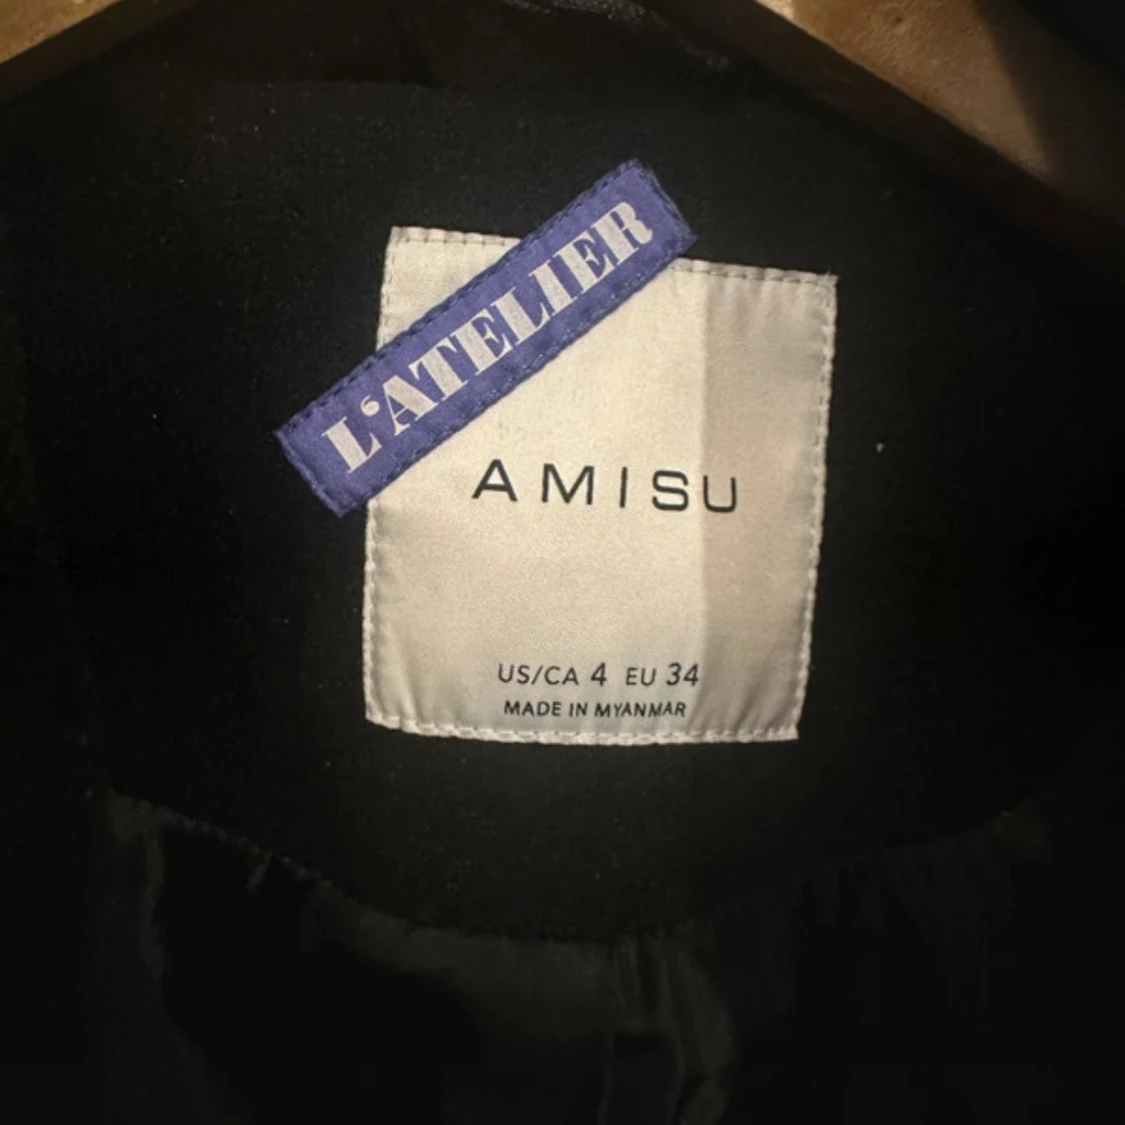 L‘ATELIER
AMISU
US/CA 4 EU 34
MADE IN MYANMAR